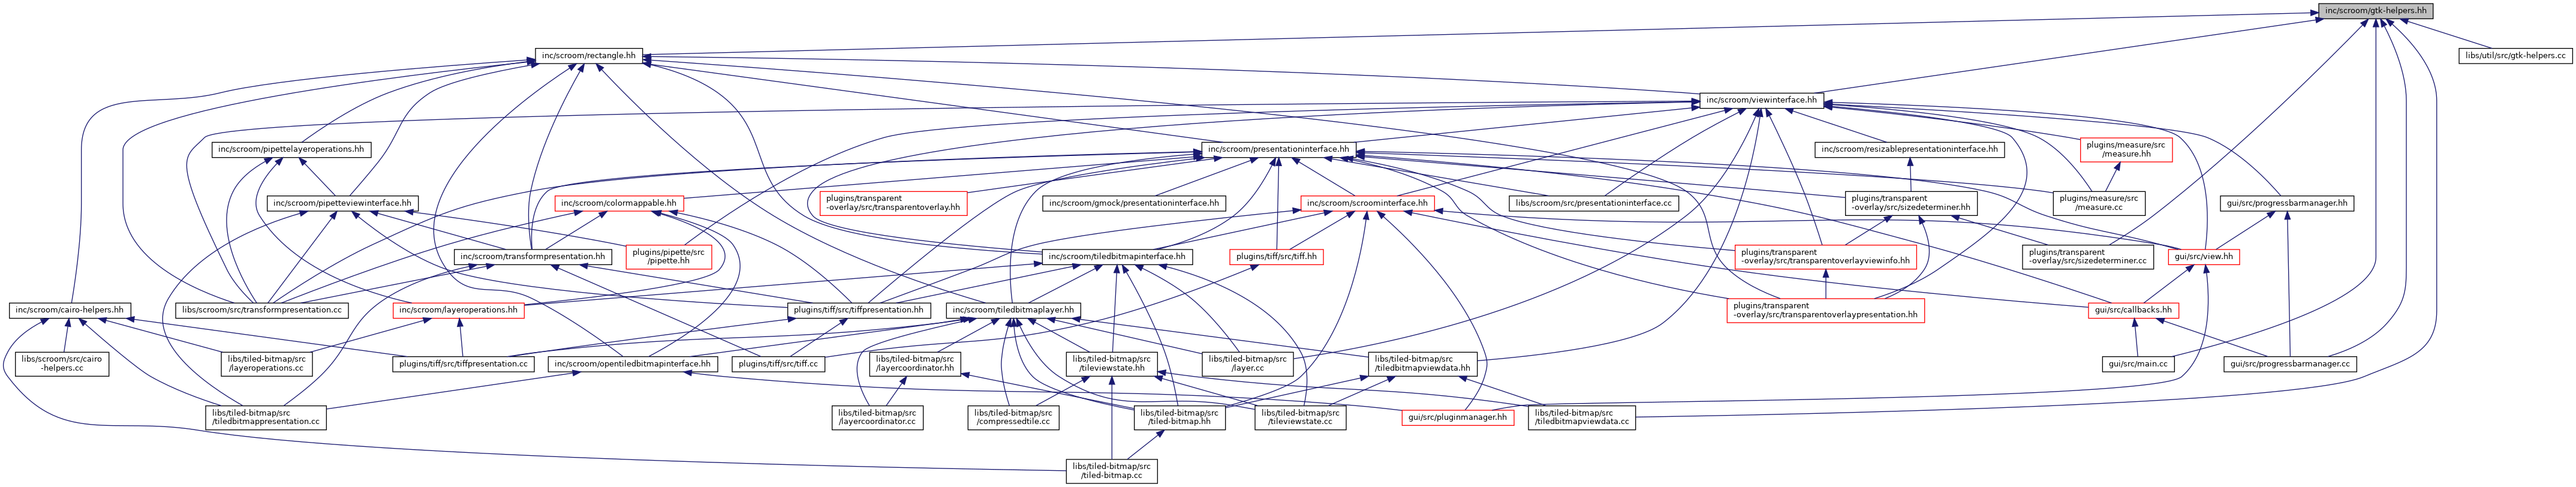 inc/scroom/gtk-helpers.hh
inc/scroom/rectangle.hh
libs/util/src/gtk-helpers.cc
inc/scroom/viewinterface.hh
inc/scroom/pipettelayeroperations.hh
inc/scroom/presentationinterface.hh
inc/scroom/resizablepresentationinterface.hh
plugins/measure/src
/measure.hh
inc/scroom/pipetteviewinterface.hh
inc/scroom/colormappable.hh
plugins/transparent
-overlay/src/transparentoverlay.hh
inc/scroom/gmock/presentationinterface.hh
inc/scroom/scroominterface.hh
libs/scroom/src/presentationinterface.cc
plugins/transparent
-overlay/src/sizedeterminer.hh
plugins/measure/src
/measure.cc
gui/src/progressbarmanager.hh
inc/scroom/transformpresentation.hh
plugins/pipette/src
/pipette.hh
inc/scroom/tiledbitmapinterface.hh
plugins/tiff/src/tiff.hh
plugins/transparent
-overlay/src/transparentoverlayviewinfo.hh
plugins/transparent
-overlay/src/sizedeterminer.cc
gui/src/view.hh
inc/scroom/cairo-helpers.hh
libs/scroom/src/transformpresentation.cc
inc/scroom/layeroperations.hh
plugins/tiff/src/tiffpresentation.hh
inc/scroom/tiledbitmaplayer.hh
plugins/transparent
-overlay/src/transparentoverlaypresentation.hh
gui/src/callbacks.hh
libs/scroom/src/cairo
-helpers.cc
libs/tiled-bitmap/src
/layeroperations.cc
plugins/tiff/src/tiffpresentation.cc
inc/scroom/opentiledbitmapinterface.hh
plugins/tiff/src/tiff.cc
libs/tiled-bitmap/src
/layercoordinator.hh
libs/tiled-bitmap/src
/tileviewstate.hh
libs/tiled-bitmap/src
/layer.cc
libs/tiled-bitmap/src
/tiledbitmapviewdata.hh
gui/src/main.cc
gui/src/progressbarmanager.cc
libs/tiled-bitmap/src
/tiledbitmappresentation.cc
libs/tiled-bitmap/src
/layercoordinator.cc
libs/tiled-bitmap/src
/compressedtile.cc
libs/tiled-bitmap/src
/tiled-bitmap.hh
libs/tiled-bitmap/src
/tileviewstate.cc
gui/src/pluginmanager.hh
libs/tiled-bitmap/src
/tiledbitmapviewdata.cc
libs/tiled-bitmap/src
/tiled-bitmap.cc